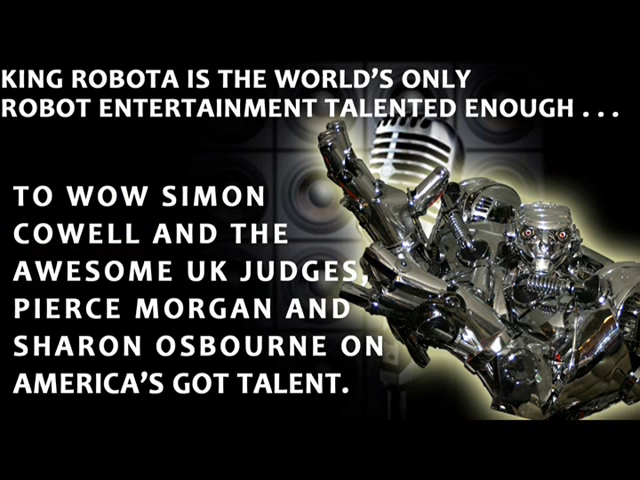 KING ROBOTA IS THE WORLD'S ONLY
ROBOT ENTERTAINMENT TALENTED ENOUGH . . .
TO WOW SIMON
COWELL AND THE
AWESOME UK JUDGES,
PIERCE MORGAN AND
SHARON OSBOURNE ON
AMERICA'S GOT TALENT.